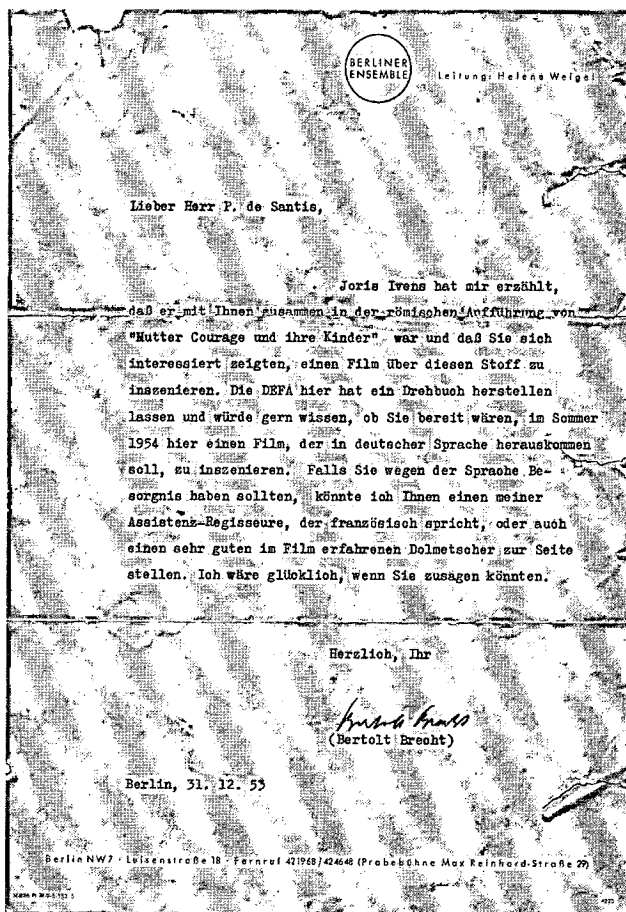 BERLINER
ENSEMBLE
Leitung: Helene Weigel
Lieber Herr P. de Santis,
Joris Ivens hat mir erzählt,
daß er mit Ihnen zusammen in der römischen Aufführung von
"Mutter Courage und ihre Kinder" war und daß Sie sich
interessiert zeigten, einen Film über diesen Stoff zu
inszenieren. Die DEFA hier hat ein Drehbuch herstellen
lassen und würde gern wissen, ob Sie bereit wären, im Sommer
1954 hier einen Film, der in deutscher Sprache herauskommen
soll, zu inszenieren. Falls Sie wegen der Sprache Be-
sorgnis haben sollten, könnte ich Ihnen einen meiner
Assistenz-Regisseure, der französisch spricht, oder auch
einen sehr guten im Film erfahrenen Dolmetscher zur Seite
stellen. Ich wäre glücklich, wenn Sie zusagen könnten.
Herzlich, Ihr
Bertolt Brecht
(Bertolt Brecht)
Berlin, 31. 12. 53
Berlin NW7 · Luisenstraße 18 · Fernruf 421968/424648 (Probebühne Max Reinhard-Straße 29)